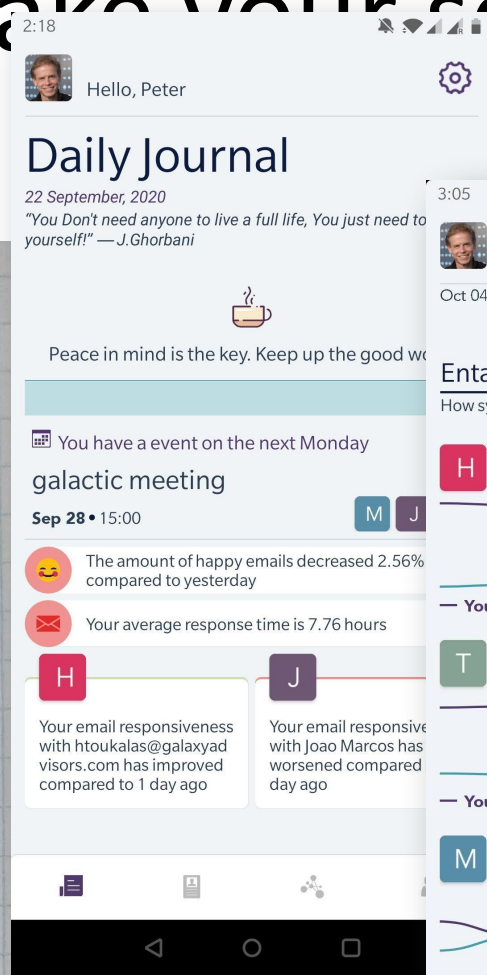 ake your se
2:18
Hello, Peter
Daily Journal
22 September, 2020
“You Don't need anyone to live a full life, You just need to
yourself!” — J.Ghorbani
Peace in mind is the key. Keep up the good
You have a event on the next Monday
galactic meeting
Sep 28 • 15:00
M J
The amount of happy emails decreased 2.56%
compared to yesterday
Your average response time is 7.76 hours
H
Your email responsiveness
with htoukalas@galaxyad
visors.com has improved
compared to 1 day ago
J
Your email responsive
with Joao Marcos has
worsened compared
day ago
3:05
Oct 04
Enta
How sy
H
— You
T
— You
M